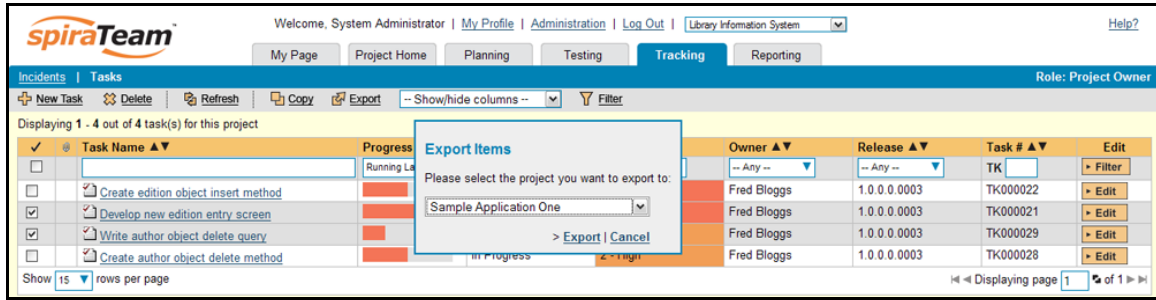 spiraTeam
Welcome, System Administrator | My Profile | Administration | Log Out | Library Information System Help?
My Page Project Home Planning Testing Tracking Reporting
Incidents | Tasks Role: Project Owner
New Task Delete Refresh Copy Export -- Show/hide columns -- Filter
Displaying 1 - 4 out of 4 task(s) for this project
Task Name ▲▼ Progress Owner ▲▼ Release ▲▼ Task # ▲▼ Edit
Running La -- Any -- -- Any -- TK Filter
Export Items
Please select the project you want to export to:
Sample Application One
> Export | Cancel
Create edition object insert method Fred Bloggs 1.0.0.0.0003 TK000022 Edit
Develop new edition entry screen Fred Bloggs 1.0.0.0.0003 TK000021 Edit
Write author object delete query Fred Bloggs 1.0.0.0.0003 TK000029 Edit
Create author object delete method In Progress 2 - High Fred Bloggs 1.0.0.0.0003 TK000028 Edit
Show 15 rows per page Displaying page 1 of 1